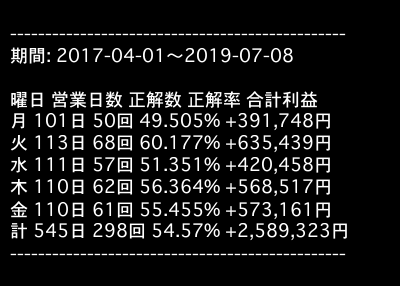 ------------------------------------------------
期間: 2017-04-01〜2019-07-08
曜日 営業日数 正解数 正解率 合計利益
月 101日 50回 49.505% +391,748円
火 113日 68回 60.177% +635,439円
水 111日 57回 51.351% +420,458円
木 110日 62回 56.364% +568,517円
金 110日 61回 55.455% +573,161円
計 545日 298回 54.57% +2,589,323円
------------------------------------------------